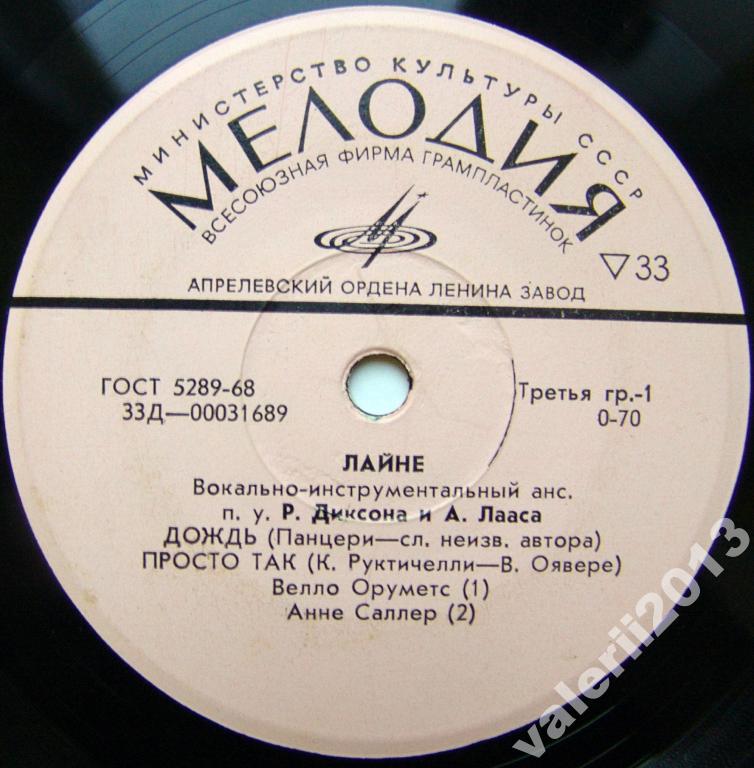 МИНИСТЕРСТВО КУЛЬТУРЫ СССР
МЕЛОДИЯ
ВСЕСОЮЗНАЯ ФИРМА ГРАМПЛАСТИНОК
▽33
АПРЕЛЕВСКИЙ ОРДЕНА ЛЕНИНА ЗАВОД
ГОСТ 5289-68
Третья гр.-1
33Д—00031689
0-70
ЛАЙНЕ
Вокально-инструментальный анс.
п. у. Р. Диксона и А. Лааса
ДОЖДЬ (Панцери—сл. неизв. автора)
ПРОСТО ТАК (К. Руктичелли—В. Оявере)
Велло Оруметс (1)
Анне Саллер (2)
valerii2013